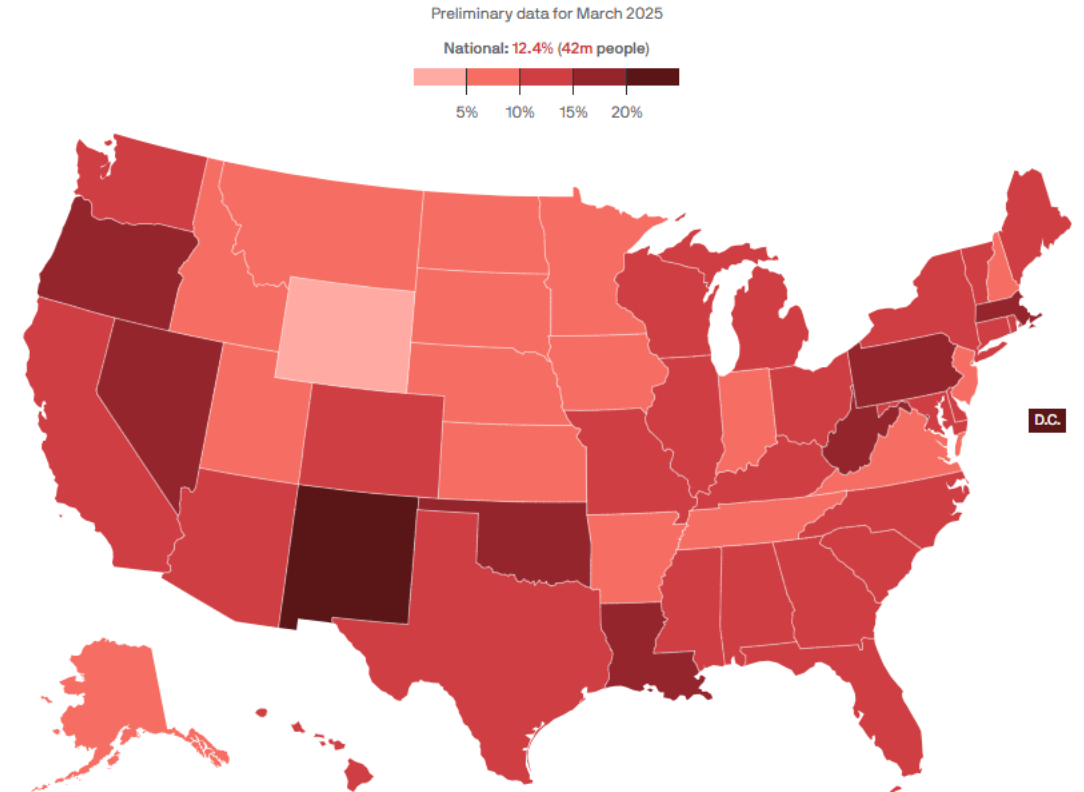 Preliminary data for March 2025
National: 12.4% (42m people)
5% 10% 15% 20%
D.C.